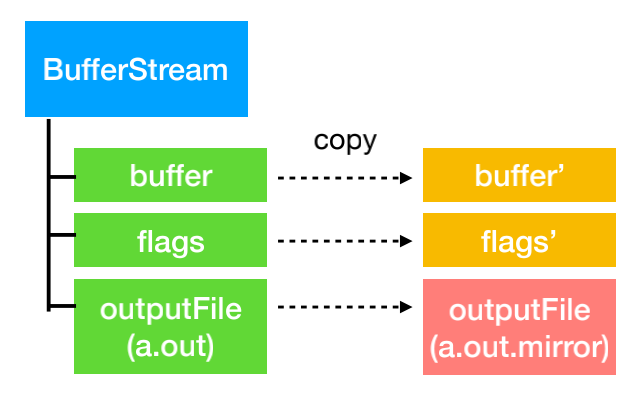 BufferStream
copy
buffer
buffer’
flags
flags’
outputFile
(a.out)
outputFile
(a.out.mirror)